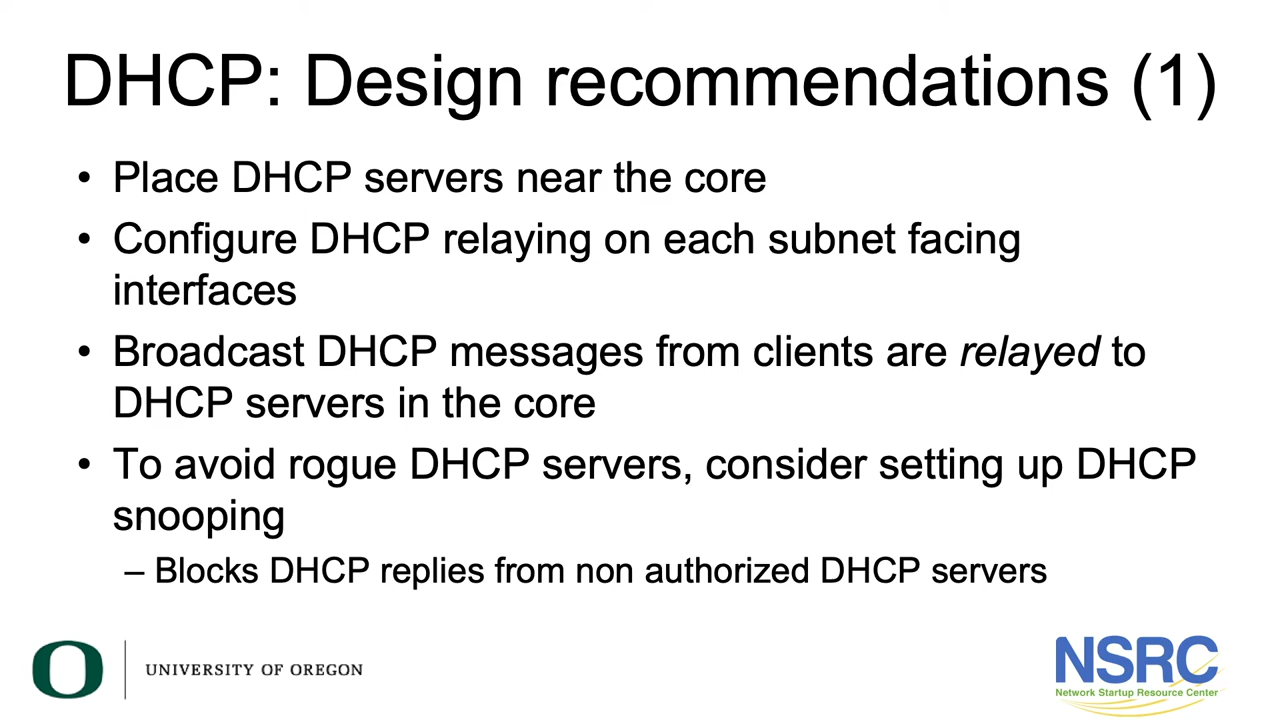 DHCP: Design recommendations (1)
• Place DHCP servers near the core
• Configure DHCP relaying on each subnet facing
interfaces
• Broadcast DHCP messages from clients are relayed to
DHCP servers in the core
• To avoid rogue DHCP servers, consider setting up DHCP
snooping
– Blocks DHCP replies from non authorized DHCP servers
O
UNIVERSITY OF OREGON
NSRC
Network Startup Resource Center